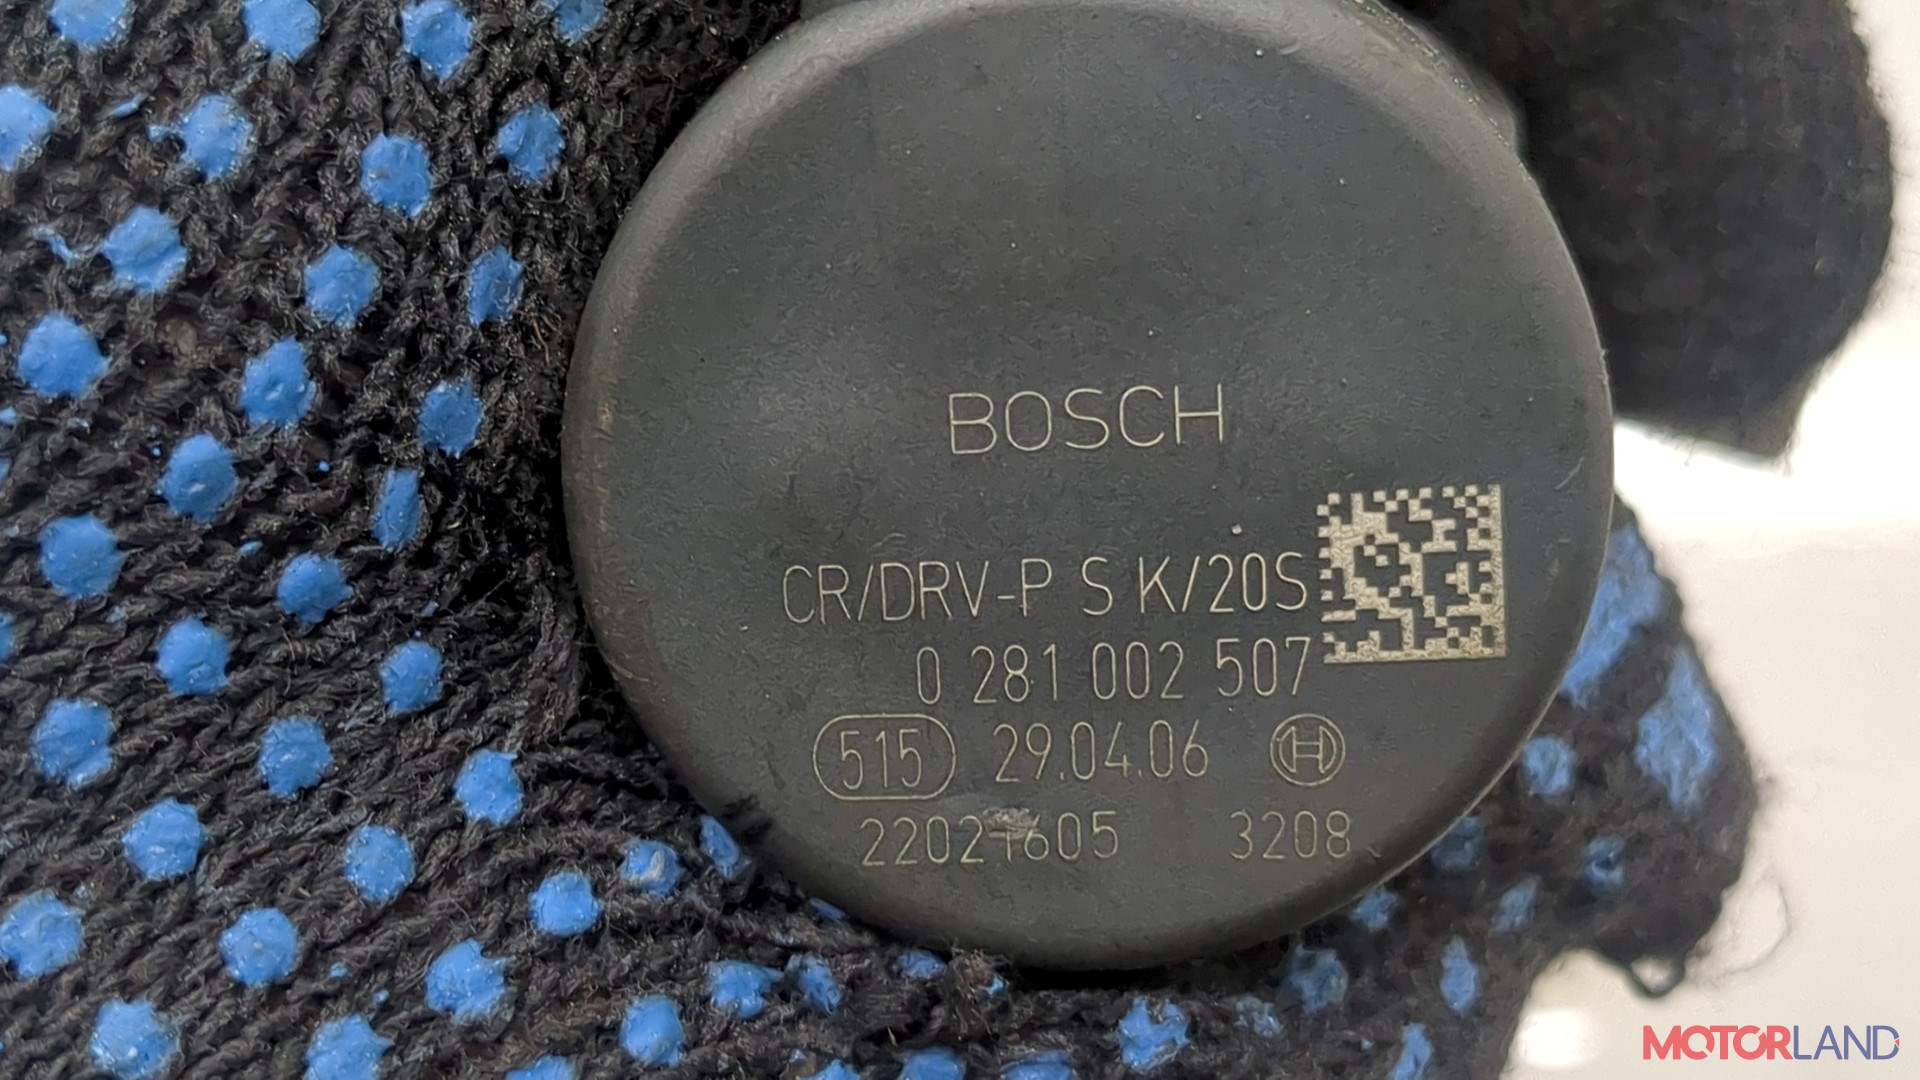 BOSCH
CR/DRV-P S K/20S
0 281 002 507
515 29.04.06 H
22021605 3208
MOTORLAND